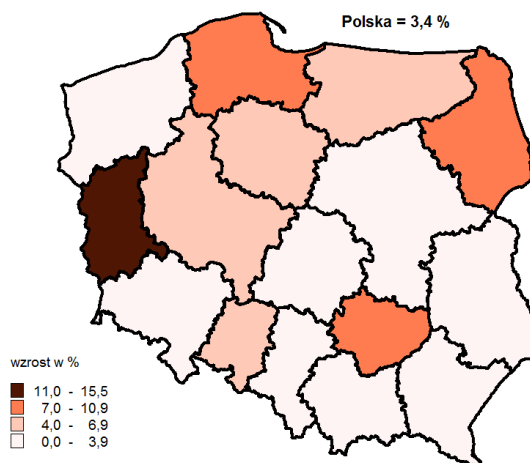 Polska = 3,4 %
wzrost w %
11,0 - 15,5
7,0 - 10,9
4,0 - 6,9
0,0 - 3,9